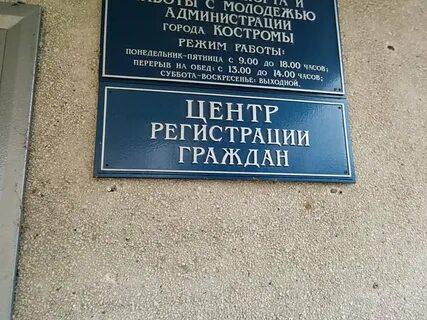 И
РАБОТЫ С МОЛОДЕЖЬЮ
АДМИНИСТРАЦИИ
ГОРОДА КОСТРОМЫ
РЕЖИМ РАБОТЫ:
ПОНЕДЕЛЬНИК-ПЯТНИЦА С 9.00 ДО 18.00 ЧАСОВ;
ПЕРЕРЫВ НА ОБЕД: С 13.00 ДО 14.00 ЧАСОВ;
СУББОТА-ВОСКРЕСЕНЬЕ: ВЫХОДНОЙ.
ЦЕНТР
РЕГИСТРАЦИИ
ГРАЖДАН